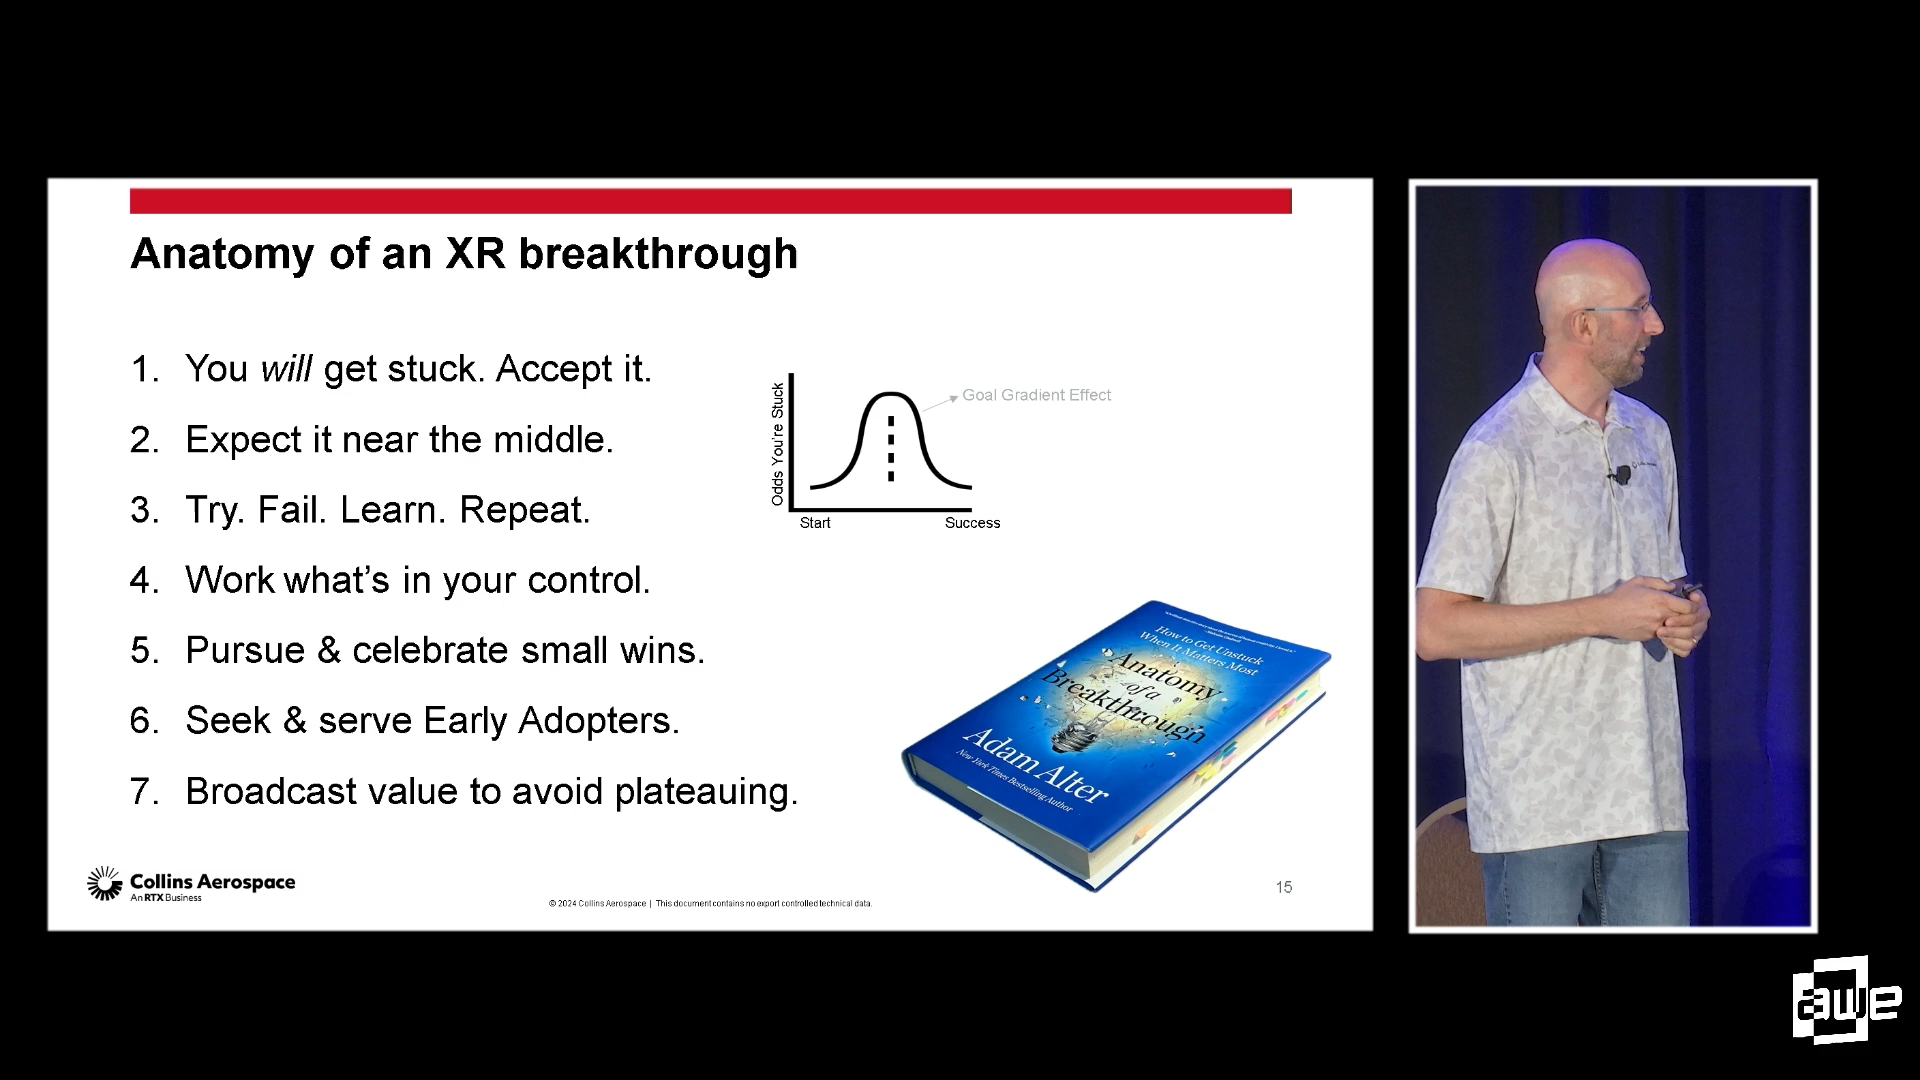 Anatomy of an XR breakthrough
1. You will get stuck. Accept it.
2. Expect it near the middle.
3. Try. Fail. Learn. Repeat.
4. Work what’s in your control.
5. Pursue & celebrate small wins.
6. Seek & serve Early Adopters.
7. Broadcast value to avoid plateauing.
Odds You're Stuck
Goal Gradient Effect
Start
Success
How to Get Unstuck
When It Matters Most
Anatomy
of a
Breakthrough
Adam Alter
New York Times Bestselling Author
Collins Aerospace
An RTX Business
© 2024 Collins Aerospace | This document contains no export controlled technical data.
15
awe